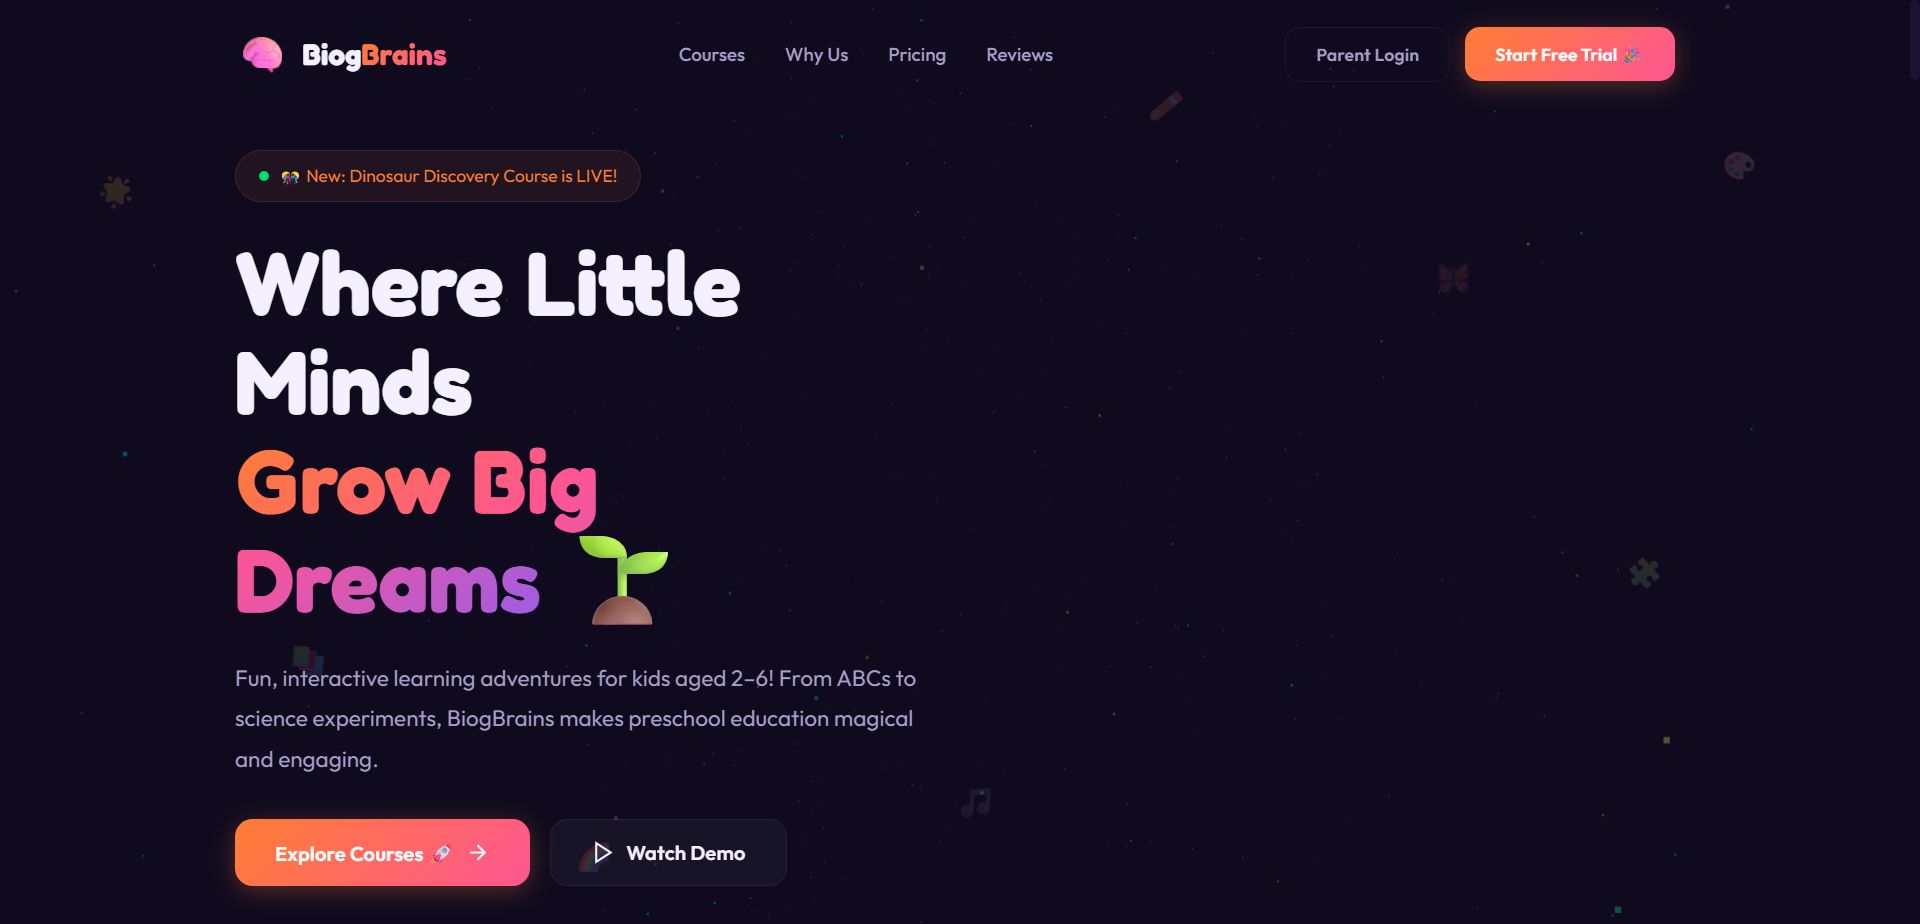 BiogBrains
Courses
Why Us
Pricing
Reviews
Parent Login
Start Free Trial 🎉
🎊 New: Dinosaur Discovery Course is LIVE!
Where Little
Minds
Grow Big
Dreams 🌱
Fun, interactive learning adventures for kids aged 2–6! From ABCs to
science experiments, BiogBrains makes preschool education magical
and engaging.
Explore Courses 🚀 →
Watch Demo